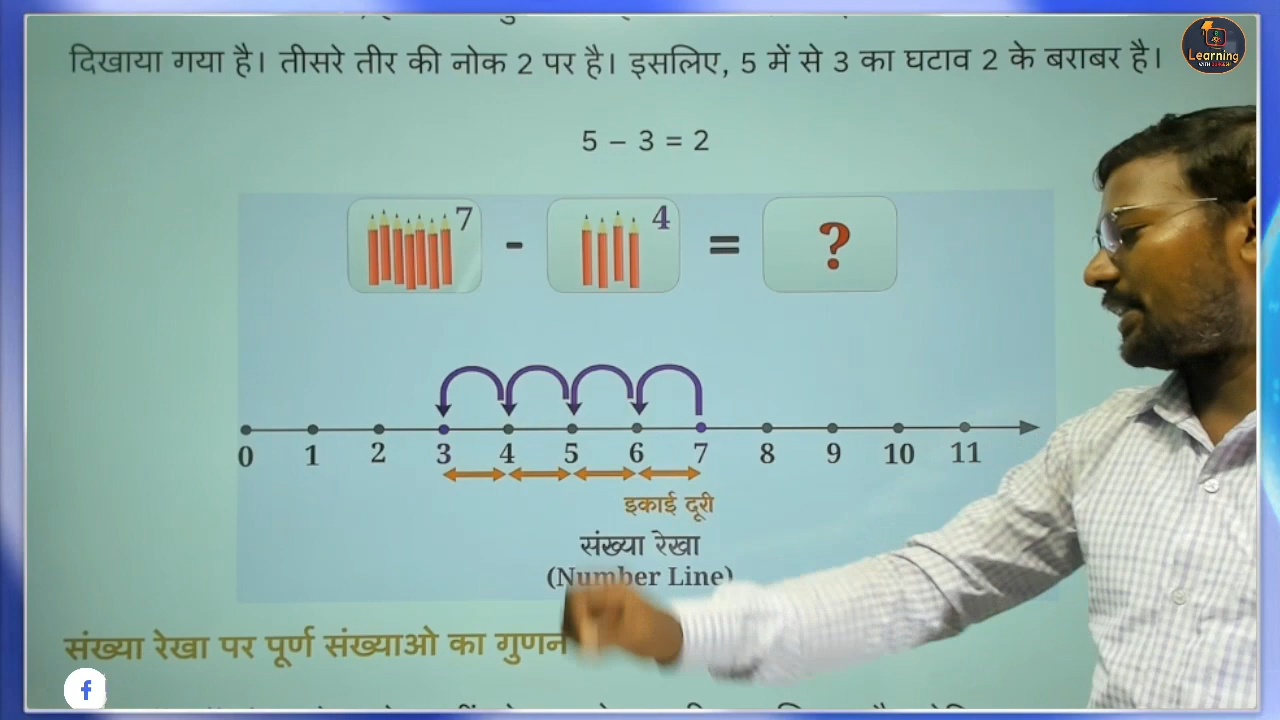 दिखाया गया है। तीसरे तीर की नोक 2 पर है। इसलिए, 5 में से 3 का घटाव 2 के बराबर है।
Learning
5 – 3 = 2
7 - 4 = ?
0 1 2 3 4 5 6 7 8 9 10 11
इकाई दूरी
संख्या रेखा
(Number Line)
संख्या रेखा पर पूर्ण संख्याओ का गुणन
f